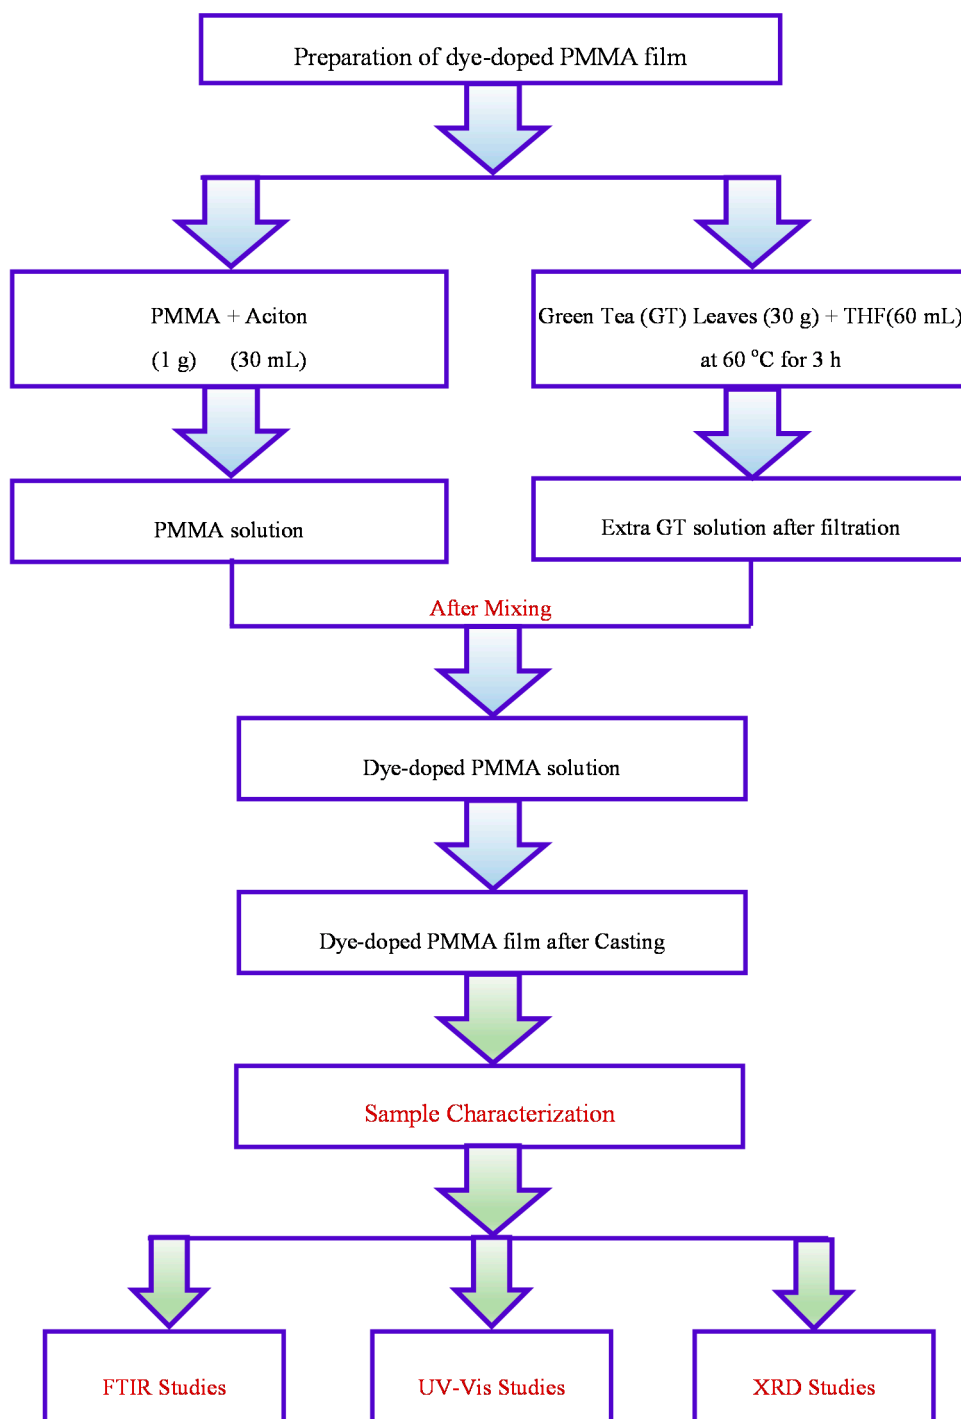 Preparation of dye-doped PMMA film
PMMA + Aciton
(1 g) (30 mL)
Green Tea (GT) Leaves (30 g) + THF(60 mL)
at 60 °C for 3 h
PMMA solution
Extra GT solution after filtration
After Mixing
Dye-doped PMMA solution
Dye-doped PMMA film after Casting
Sample Characterization
FTIR Studies
UV-Vis Studies
XRD Studies